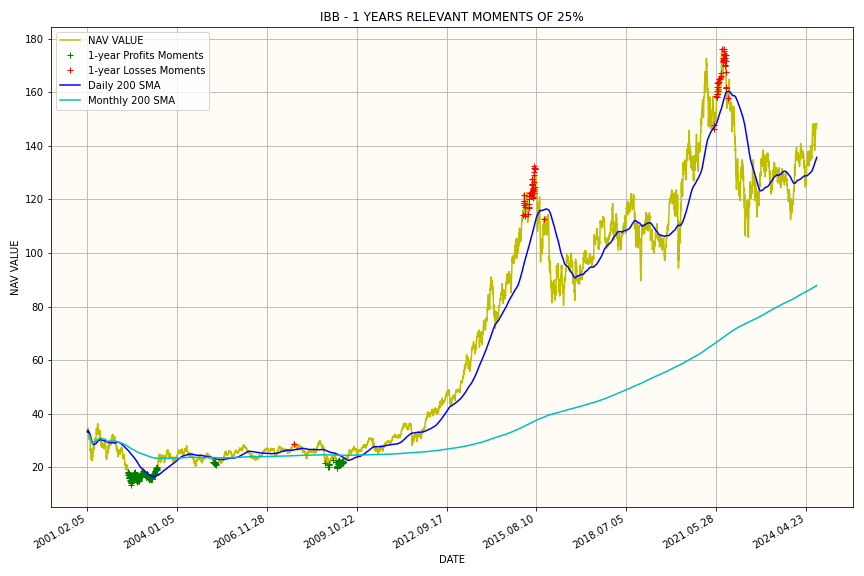 IBB - 1 YEARS RELEVANT MOMENTS OF 25%
NAV VALUE
1-year Profits Moments
1-year Losses Moments
Daily 200 SMA
Monthly 200 SMA
180
160
140
120
100
80
60
40
20
NAV VALUE
2001.02.05
2004.01.05
2006.11.28
2009.10.22
2012.09.17
2015.08.10
2018.07.05
2021.05.28
2024.04.23
DATE